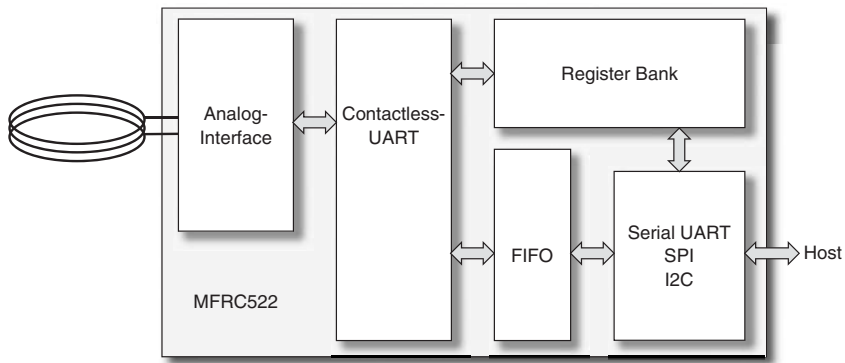 Register Bank
Analog-
Interface
Contactless-
UART
FIFO
Serial UART
SPI
I2C
Host
MFRC522